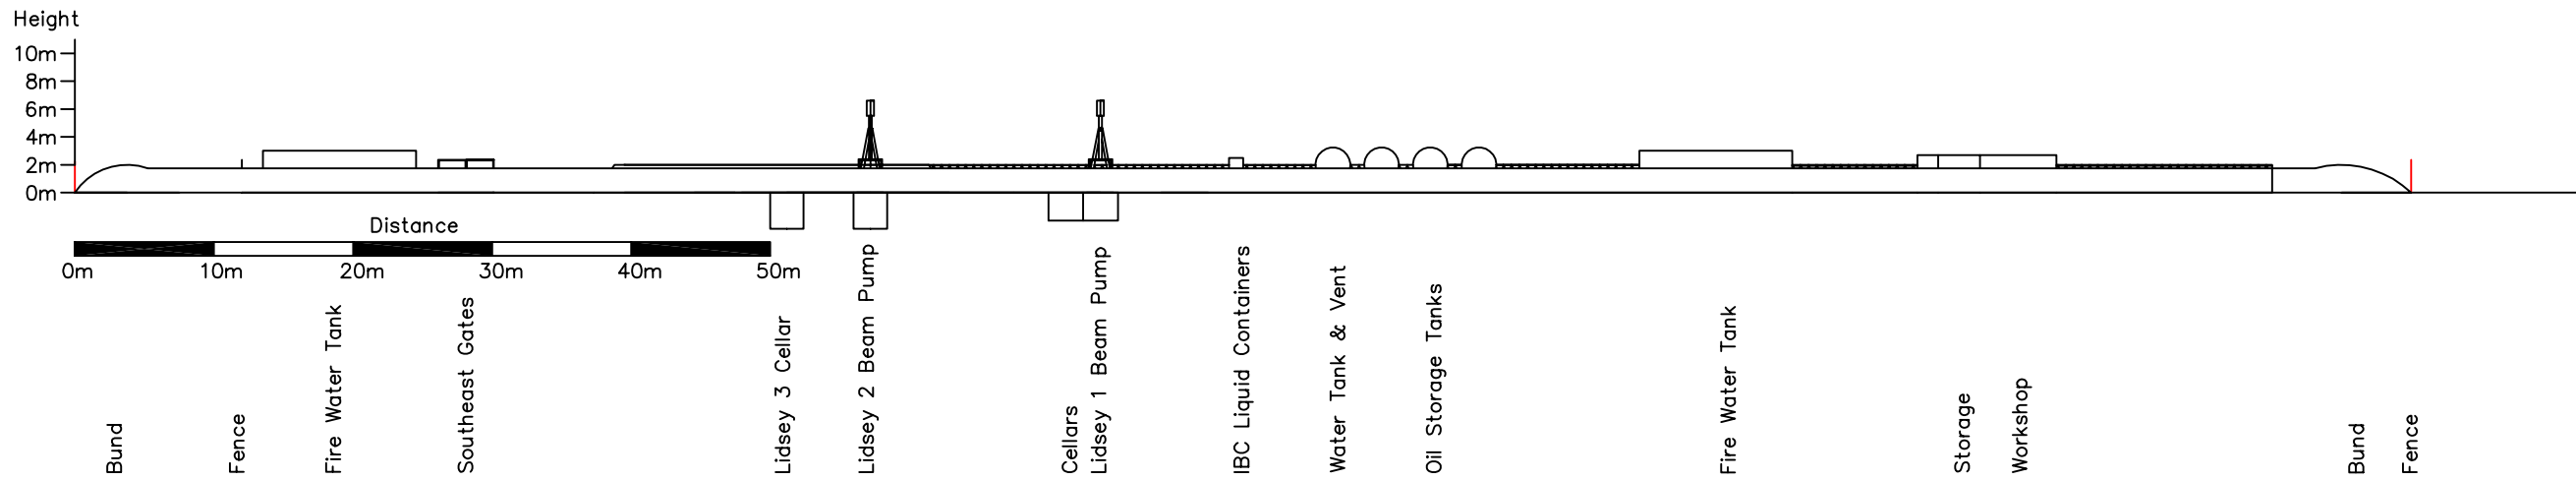 Height
10m
8m
6m
4m
2m
0m
Distance
0m
10m
20m
30m
40m
50m
Bund
Fence
Fire Water Tank
Southeast Gates
Lidsey 3 Cellar
Lidsey 2 Beam Pump
Cellars
Lidsey 1 Beam Pump
IBC Liquid Containers
Water Tank & Vent
Oil Storage Tanks
Fire Water Tank
Storage
Workshop
Bund
Fence